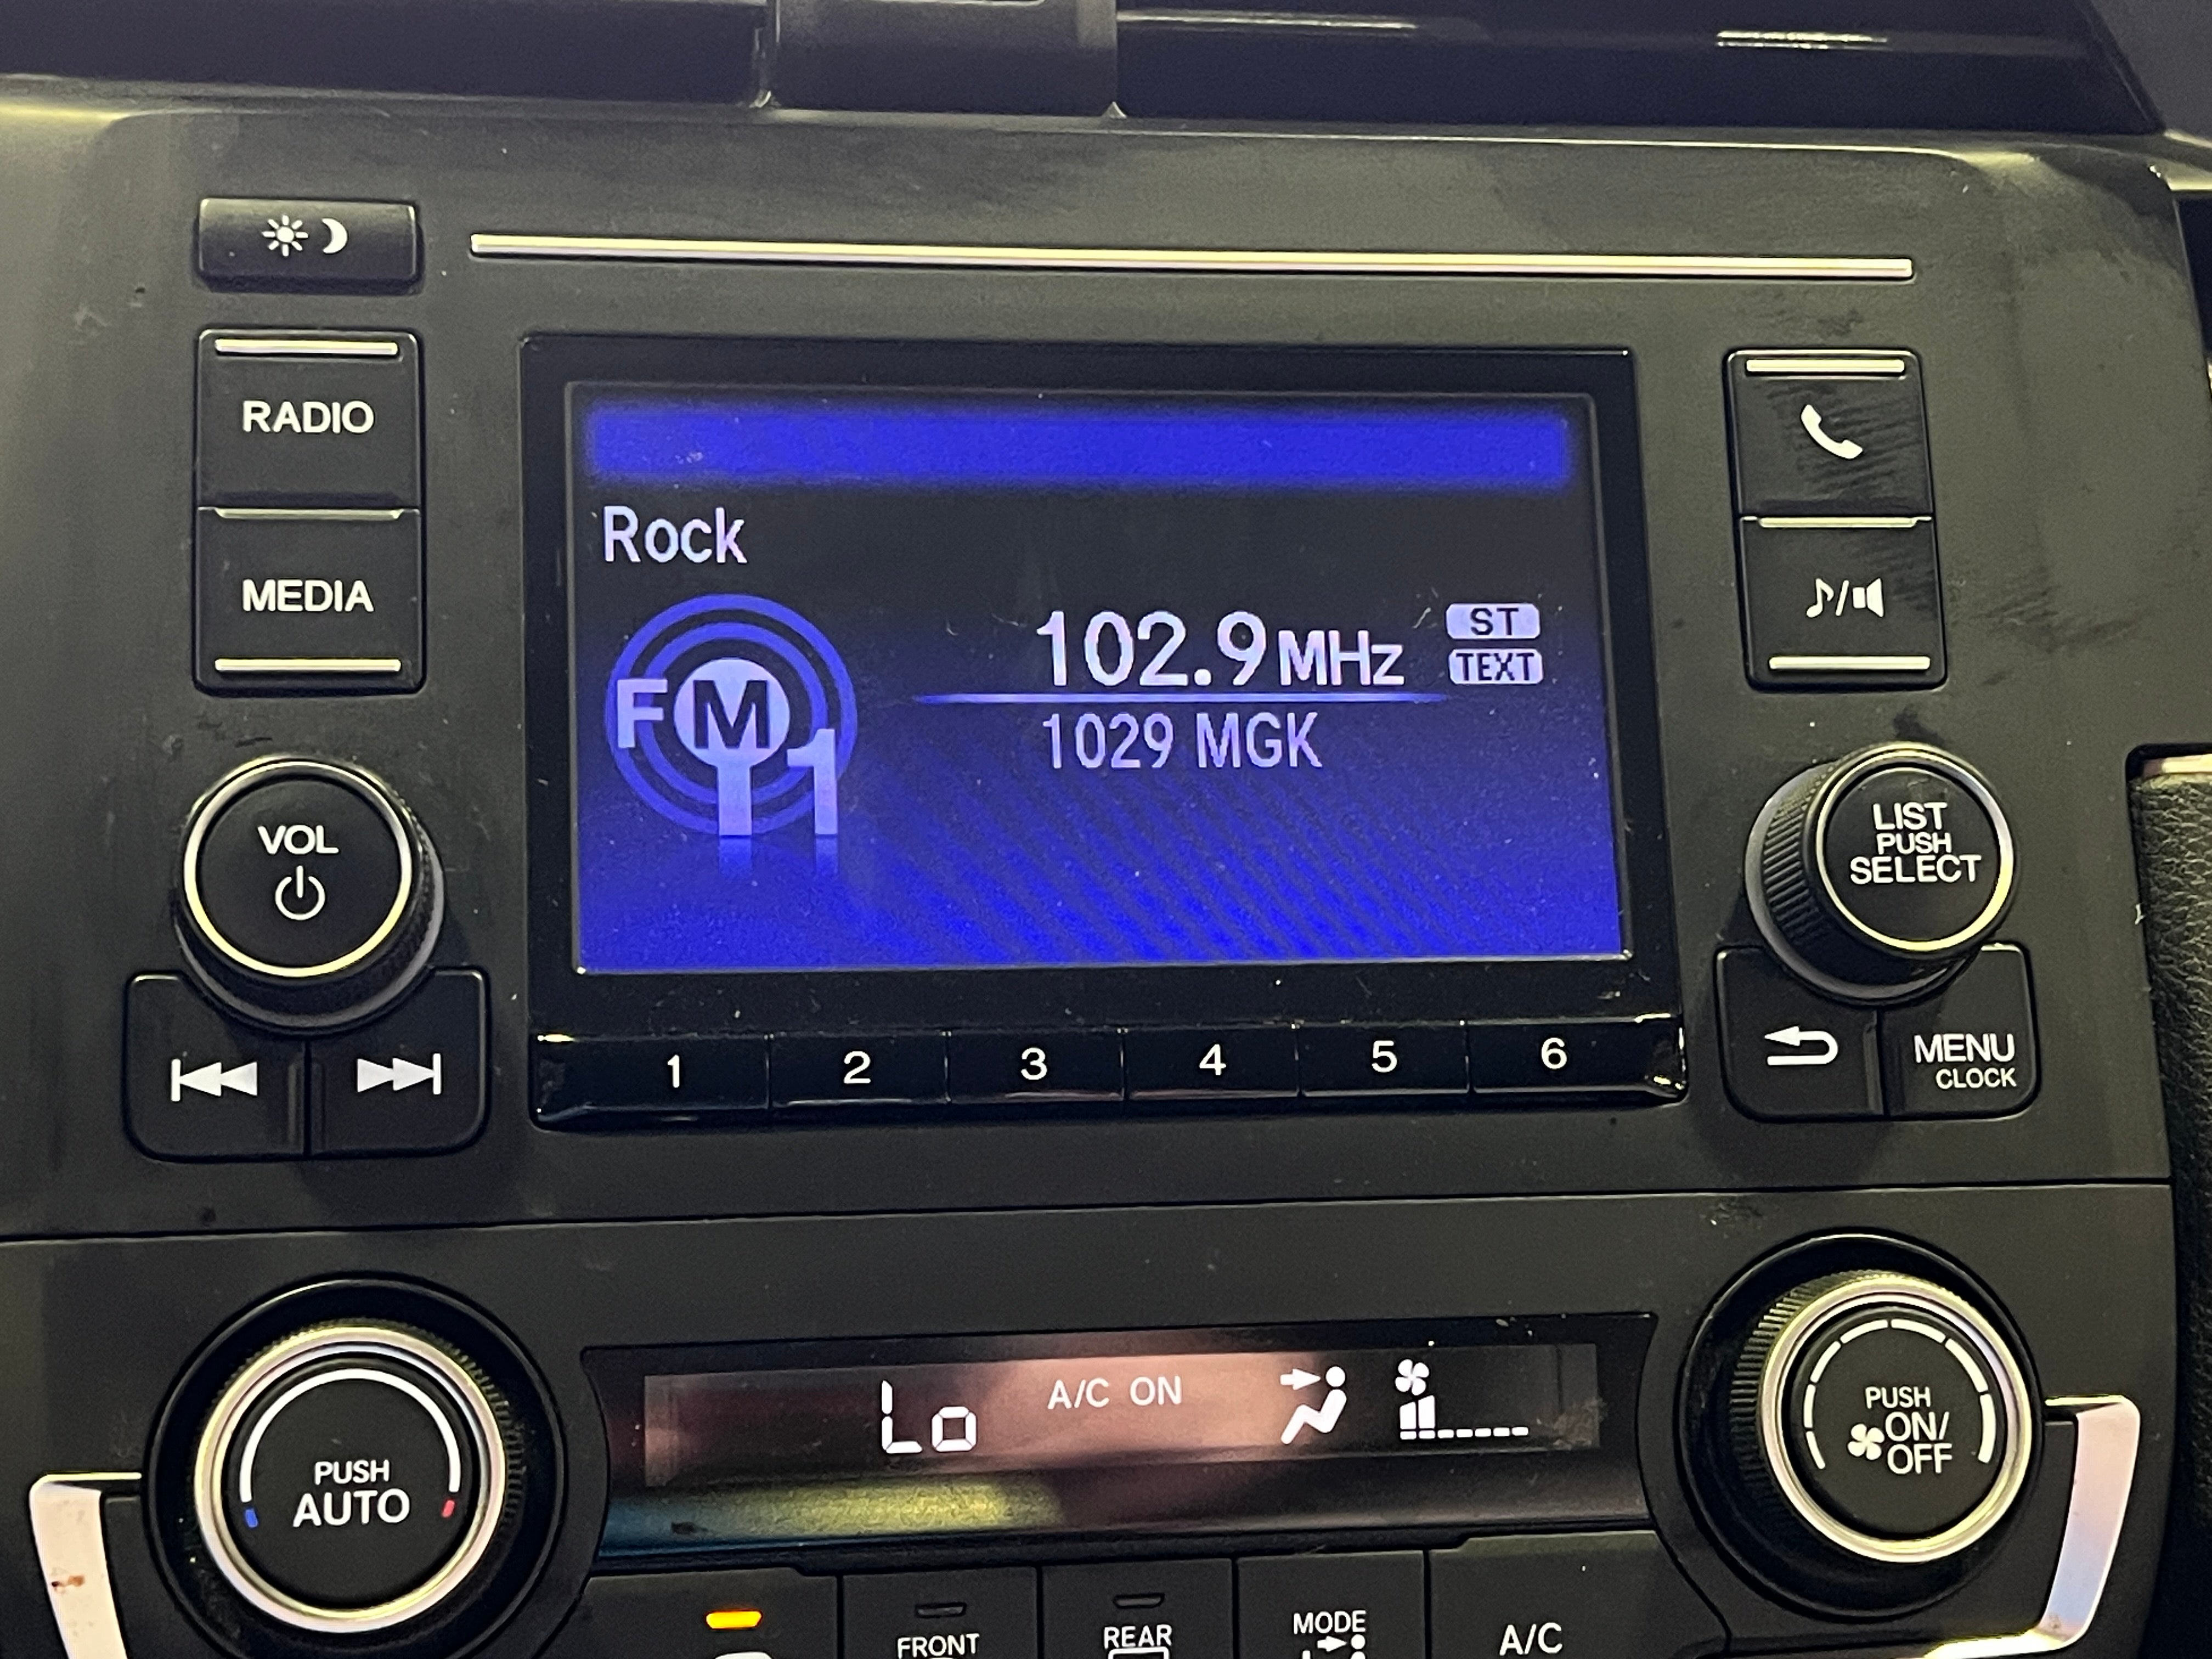 RADIO
MEDIA
VOL
Rock
FM1
102.9MHz
ST
TEXT
1029 MGK
LIST
PUSH
SELECT
MENU
CLOCK
1 2 3 4 5 6
PUSH
AUTO
Lo
A/C ON
PUSH
ON/
OFF
FRONT
REAR
MODE
A/C